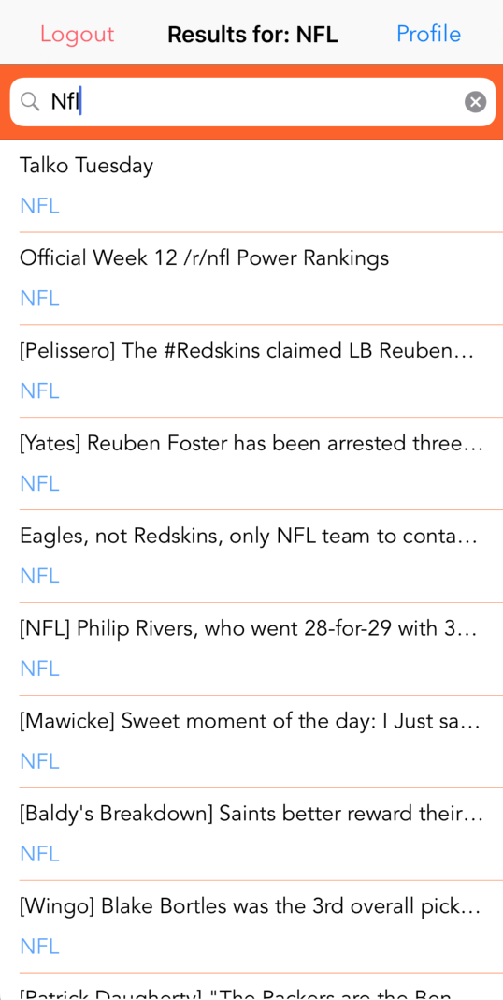 Logout Results for: NFL Profile
Nfl
Talko Tuesday
NFL
Official Week 12 /r/nfl Power Rankings
NFL
[Pelissero] The #Redskins claimed LB Reuben…
NFL
[Yates] Reuben Foster has been arrested three…
NFL
Eagles, not Redskins, only NFL team to conta…
NFL
[NFL] Philip Rivers, who went 28-for-29 with 3…
NFL
[Mawicke] Sweet moment of the day: I Just sa…
NFL
[Baldy's Breakdown] Saints better reward their…
NFL
[Wingo] Blake Bortles was the 3rd overall pick…
NFL
[Patrick Daugherty] "The Packers are the Ben…